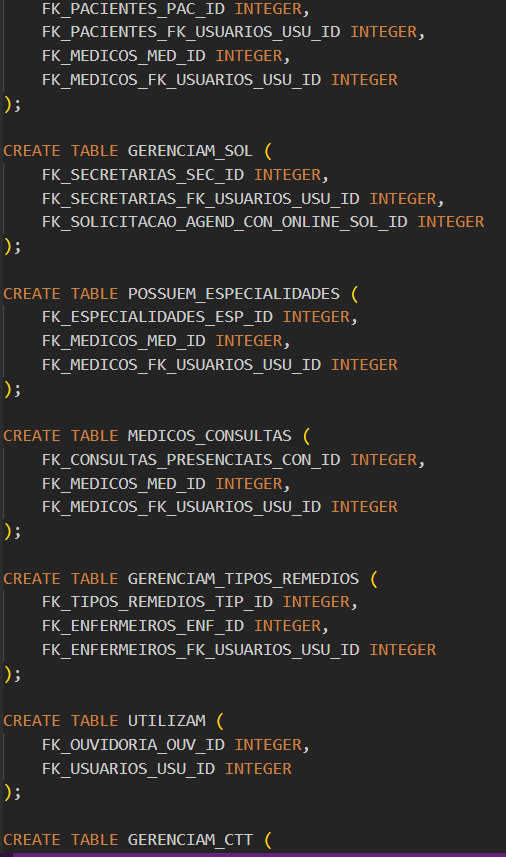 FK_PACIENTES_PAC_ID INTEGER,
FK_PACIENTES_FK_USUARIOS_USU_ID INTEGER,
FK_MEDICOS_MED_ID INTEGER,
FK_MEDICOS_FK_USUARIOS_USU_ID INTEGER
);
CREATE TABLE GERENCIAM_SOL (
FK_SECRETARIAS_SEC_ID INTEGER,
FK_SECRETARIAS_FK_USUARIOS_USU_ID INTEGER,
FK_SOLICITACAO_AGEND_CON_ONLINE_SOL_ID INTEGER
);
CREATE TABLE POSSUEM_ESPECIALIDADES (
FK_ESPECIALIDADES_ESP_ID INTEGER,
FK_MEDICOS_MED_ID INTEGER,
FK_MEDICOS_FK_USUARIOS_USU_ID INTEGER
);
CREATE TABLE MEDICOS_CONSULTAS (
FK_CONSULTAS_PRESENCIAIS_CON_ID INTEGER,
FK_MEDICOS_MED_ID INTEGER,
FK_MEDICOS_FK_USUARIOS_USU_ID INTEGER
);
CREATE TABLE GERENCIAM_TIPOS_REMEDIOS (
FK_TIPOS_REMEDIOS_TIP_ID INTEGER,
FK_ENFERMEIROS_ENF_ID INTEGER,
FK_ENFERMEIROS_FK_USUARIOS_USU_ID INTEGER
);
CREATE TABLE UTILIZAM (
FK_OUVIDORIA_OUV_ID INTEGER,
FK_USUARIOS_USU_ID INTEGER
);
CREATE TABLE GERENCIAM_CTT (